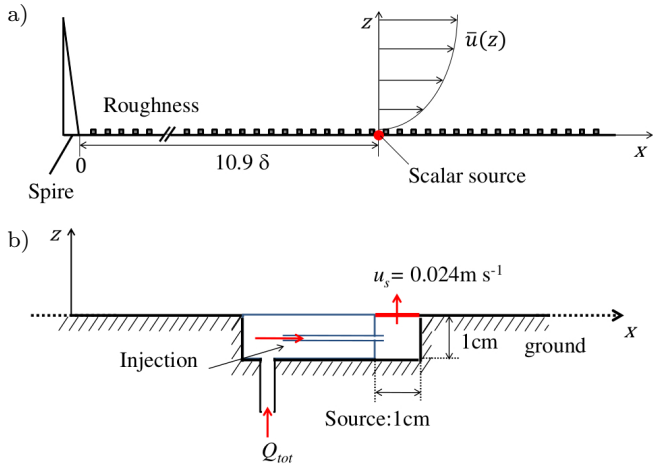 a)
z
ū(z)
Roughness
0
10.9 δ
x
Spire
Scalar source
b)
z
u_s = 0.024m s⁻¹
x
Injection
1cm
ground
Source:1cm
Q_tot